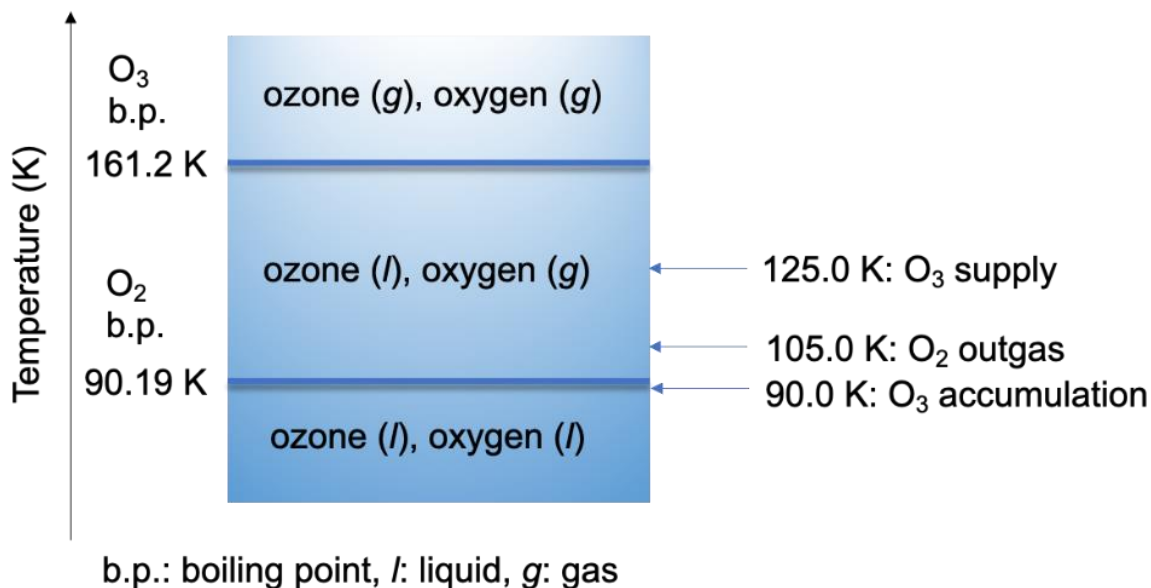 Temperature (K)
O₃
b.p.
161.2 K
O₂
b.p.
90.19 K
ozone (g), oxygen (g)
ozone (l), oxygen (g)
ozone (l), oxygen (l)
125.0 K: O₃ supply
105.0 K: O₂ outgas
90.0 K: O₃ accumulation
b.p.: boiling point, l: liquid, g: gas